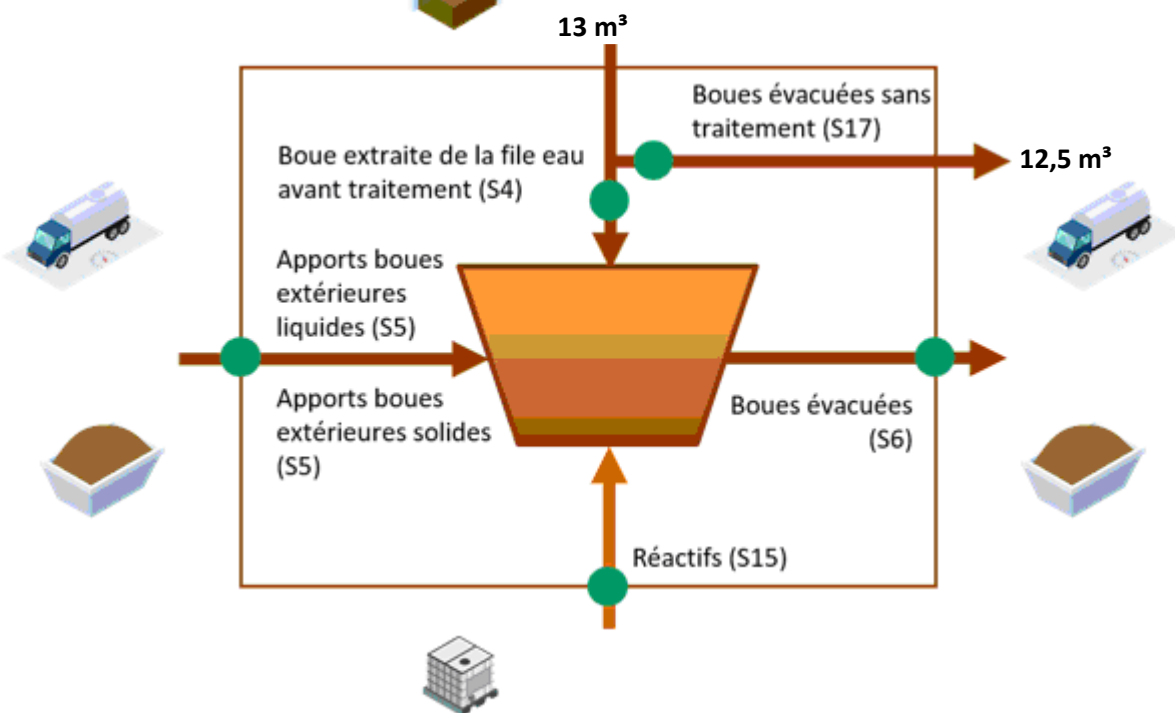 13 m³
Boues évacuées sans
traitement (S17)
12,5 m³
Boue extraite de la file eau
avant traitement (S4)
Apports boues
extérieures
liquides (S5)
Apports boues
extérieures solides
(S5)
Boues évacuées
(S6)
Réactifs (S15)